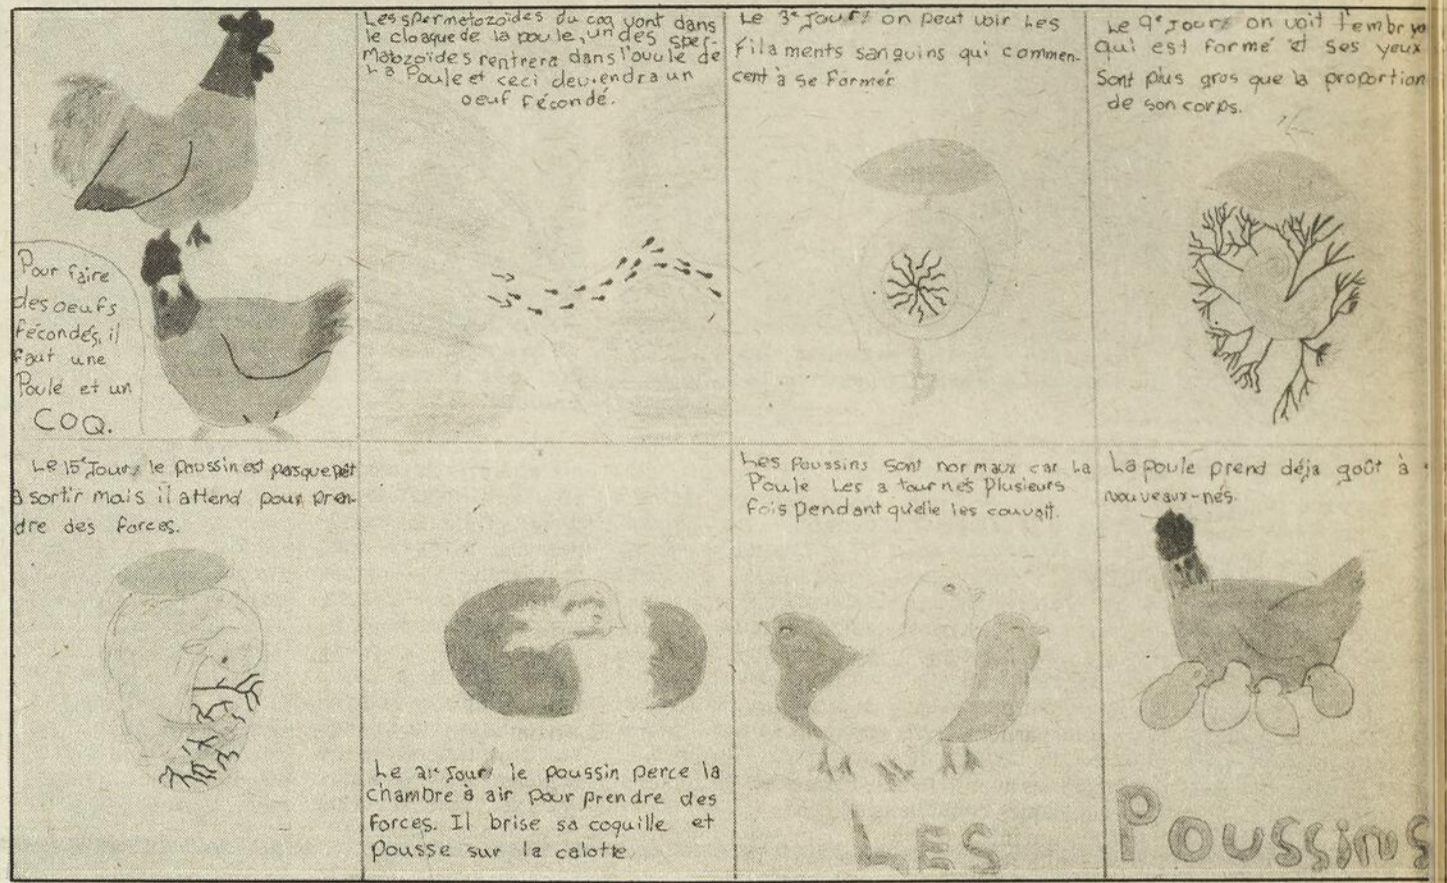 Pour faire
des oeufs
fécondés, il
faut une
Poule et un
COQ.
Les spermetozoïdes du coq vont dans
le cloaque de la poule, un des sper-
matozoïdes rentrera dans l'ovule de
la Poule et ceci deviendra un
oeuf fécondé.
Le 3e Jour, on peut voir Les
Filaments sanguins qui commen-
cent à se Former
Le 9e Jour, on voit l'embryo
qui est formé et ses yeux
sont plus gros que la proportion
de son corps.
Le 15e Jour, le poussin est presque prêt
à sortir mais il attend pour pren-
dre des forces.
Le 21e Jour, le poussin perce la
chambre à air pour prendre des
forces. Il brise sa coquille et
pousse sur la calotte
Les Poussins sont normaux car La
Poule Les a tournés Plusieurs
fois pendant qu'elle les couvait.
La poule prend déja goût à
nouveaux-nés.
LES Poussins